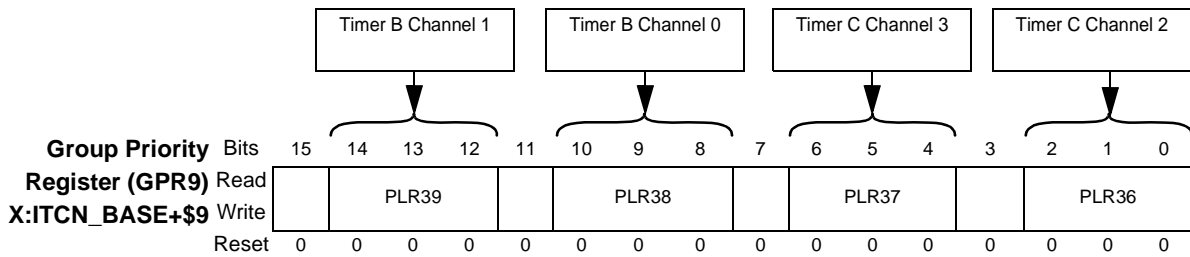 Timer B Channel 1 Timer B Channel 0 Timer C Channel 3 Timer C Channel 2
Group Priority Bits 15 14 13 12 11 10 9 8 7 6 5 4 3 2 1 0
Register (GPR9) Read
PLR39 PLR38 PLR37 PLR36
X:ITCN_BASE+$9 Write
Reset 0 0 0 0 0 0 0 0 0 0 0 0 0 0 0 0